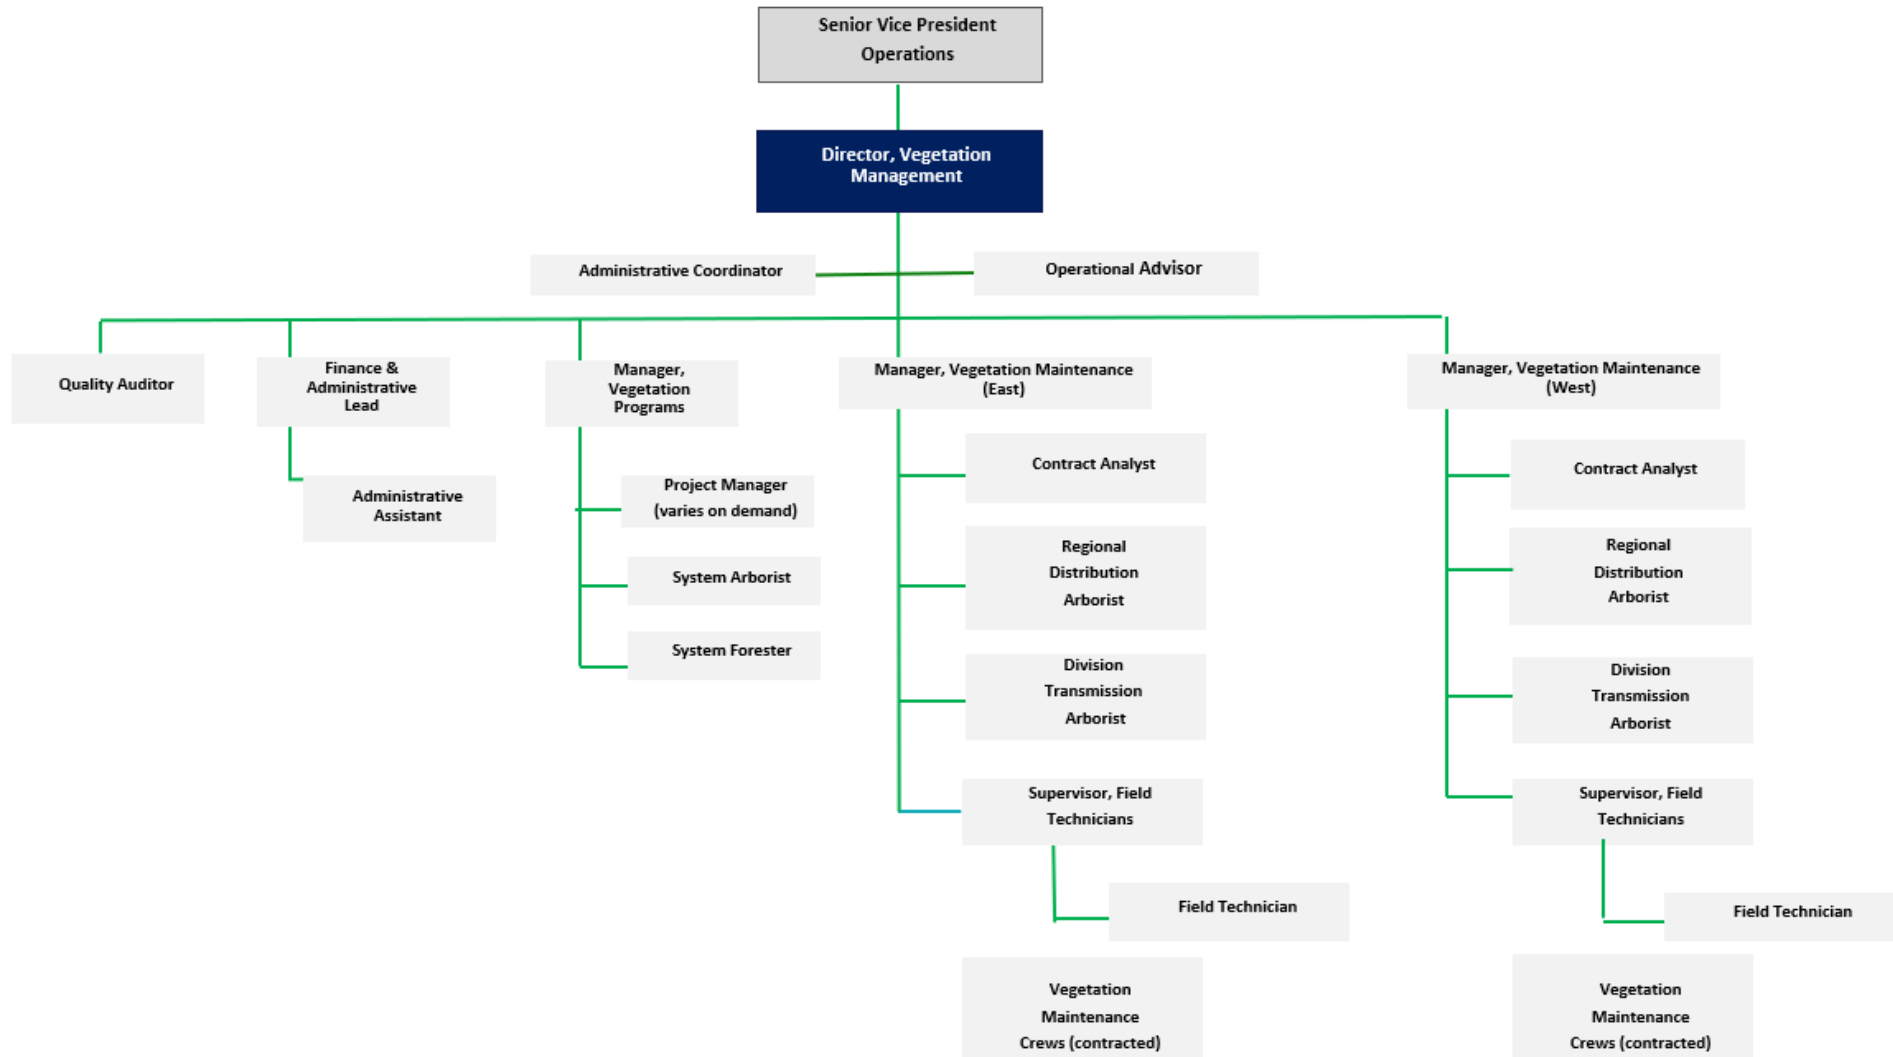 Senior Vice President
Operations
Director, Vegetation
Management
Administrative Coordinator
Operational Advisor
Quality Auditor
Finance &
Administrative
Lead
Manager,
Vegetation
Programs
Manager, Vegetation Maintenance
(East)
Manager, Vegetation Maintenance
(West)
Administrative
Assistant
Project Manager
(varies on demand)
System Arborist
System Forester
Contract Analyst
Regional
Distribution
Arborist
Division
Transmission
Arborist
Supervisor, Field
Technicians
Field Technician
Vegetation
Maintenance
Crews (contracted)
Contract Analyst
Regional
Distribution
Arborist
Division
Transmission
Arborist
Supervisor, Field
Technicians
Field Technician
Vegetation
Maintenance
Crews (contracted)